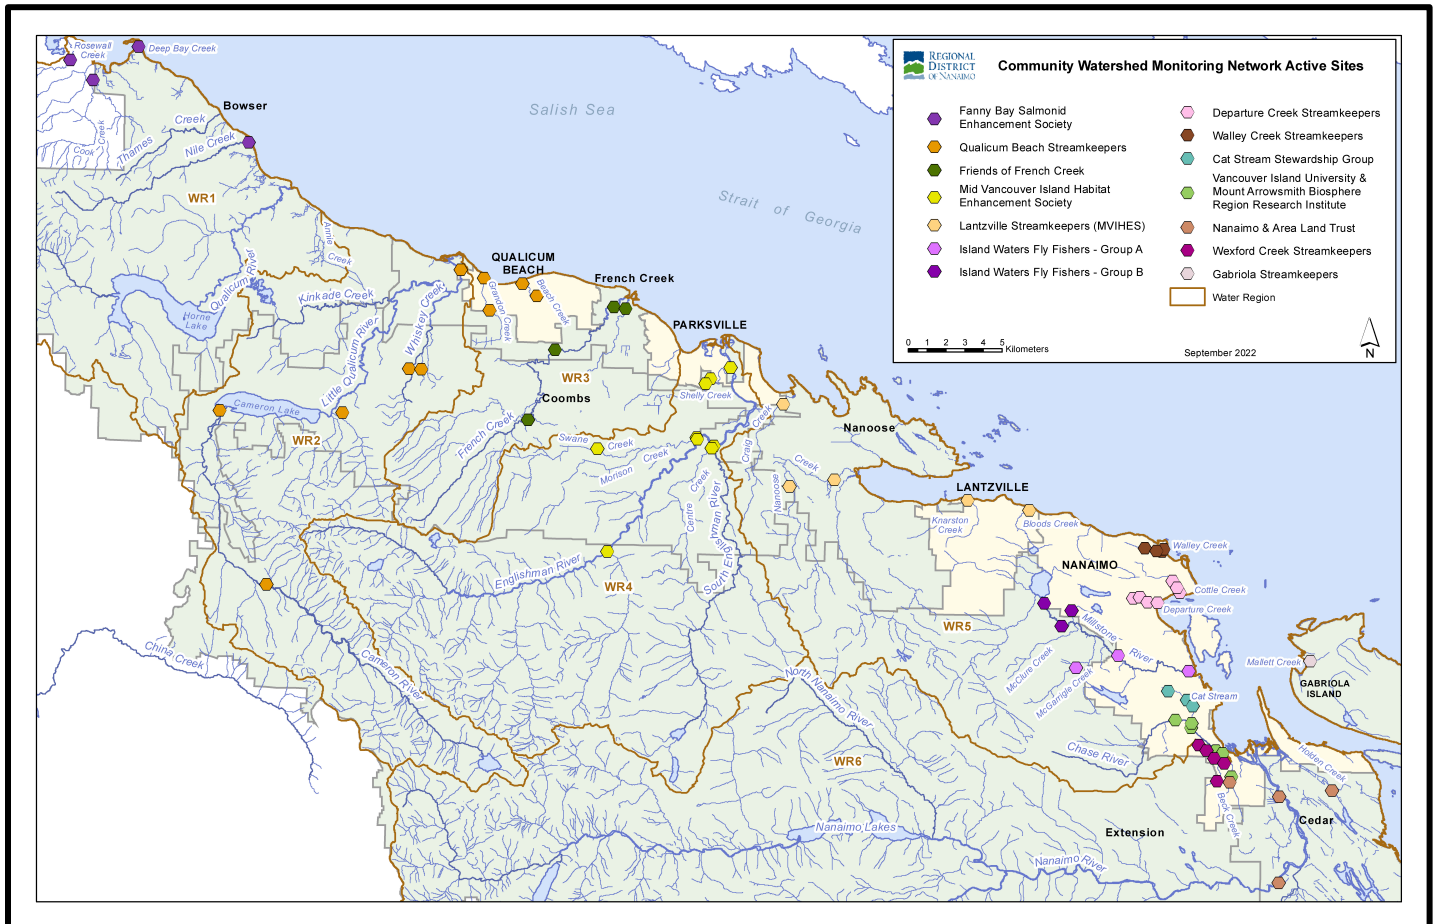 REGIONAL
DISTRICT
OF NANAIMO
Community Watershed Monitoring Network Active Sites
Fanny Bay Salmonid
Enhancement Society
Qualicum Beach Streamkeepers
Friends of French Creek
Mid Vancouver Island Habitat
Enhancement Society
Lantzville Streamkeepers (MVIHES)
Island Waters Fly Fishers - Group A
Island Waters Fly Fishers - Group B
Departure Creek Streamkeepers
Walley Creek Streamkeepers
Cat Stream Stewardship Group
Vancouver Island University &
Mount Arrowsmith Biosphere
Region Research Institute
Nanaimo & Area Land Trust
Wexford Creek Streamkeepers
Gabriola Streamkeepers
Water Region
0 1 2 3 4 5
Kilometers
September 2022
N
Rosewall
Creek
Deep Bay Creek
Bowser
Salish Sea
Creek
Thames
Nile Creek
Cook
Creek
WR1
Strait of Georgia
Annie
Creek
QUALICUM
BEACH
French Creek
Qualicum River
Kinkade Creek
Whiskey Creek
Grandon Creek
Beach Creek
Horne
Lake
Little Qualicum River
PARKSVILLE
WR3
Coombs
Shelly Creek
Cameron Lake
WR2
French Creek
Swane Creek
Morison Creek
Craig Creek
Nanoose
Nanoose Creek
Centre Creek
South Englishman River
Englishman River
WR4
LANTZVILLE
Knarston
Creek
Bloods Creek
Walley Creek
NANAIMO
Cottle Creek
Departure Creek
WR5
Millstone River
McClure Creek
McGarrigle Creek
Mallett Creek
GABRIOLA
ISLAND
Cat Stream
China Creek
Cameron River
North Nanaimo River
Chase River
Holden Creek
WR6
Beck Creek
Cedar
Extension
Nanaimo Lakes
Nanaimo River